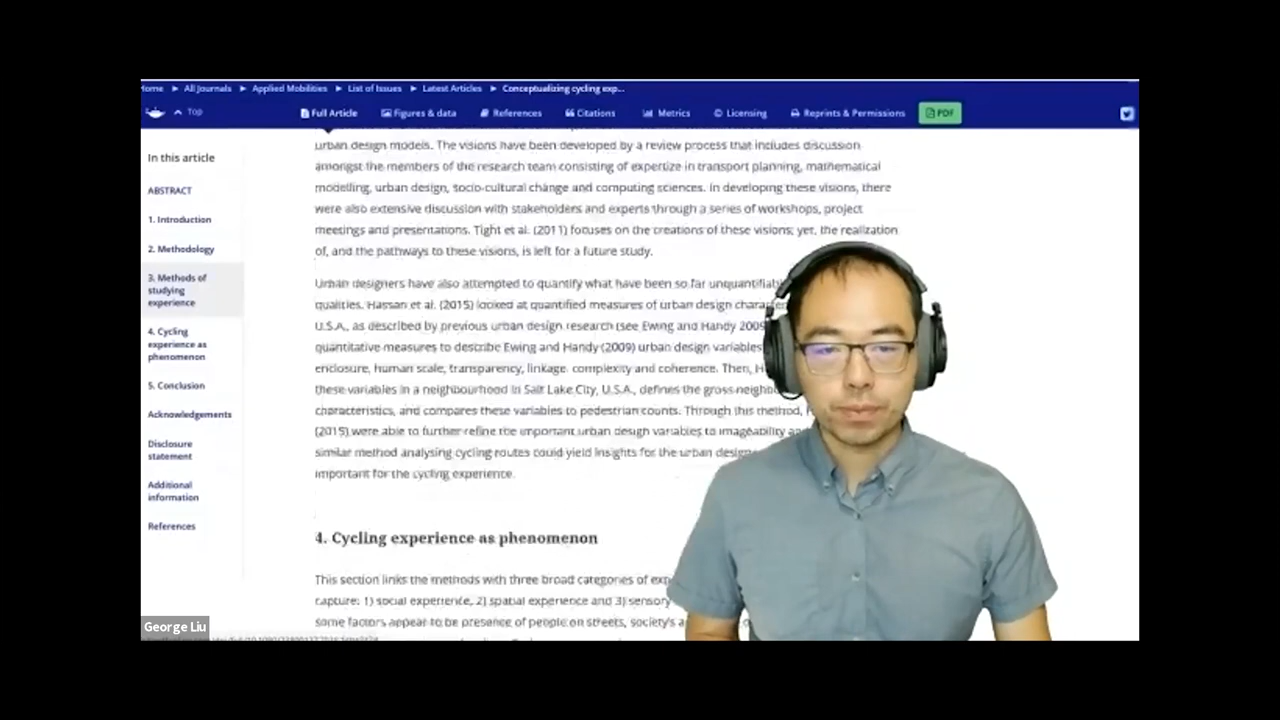 Home ► All Journals ► Applied Mobilities ► List of Issues ► Latest Articles ► Conceptualizing cycling exp...
Top
Full Article
Figures & data
References
Citations
Metrics
Licensing
Reprints & Permissions
PDF
In this article
ABSTRACT
1. Introduction
2. Methodology
3. Methods of
studying
experience
4. Cycling
experience as
phenomenon
5. Conclusion
Acknowledgements
Disclosure
statement
Additional
information
References
urban design models. The visions have been developed by a review process that includes discussion
amongst the members of the research team consisting of expertize in transport planning, mathematical
modelling, urban design, socio-cultural change and computing sciences. In developing these visions, there
were also extensive discussion with stakeholders and experts through a series of workshops, project
meetings and presentations. Tight et al. (2011) focuses on the creations of these visions; yet, the realization
of, and the pathways to these visions, is left for a future study.
Urban designers have also attempted to quantify what have been so far unquantifiable
qualities. Hassan et al. (2015) looked at quantified measures of urban design
U.S.A., as described by previous urban design research (see Ewing and Handy 2009
quantitative measures to describe Ewing and Handy (2009) urban design variables
enclosure, human scale, transparency, linkage, complexity and coherence. Then,
these variables in a neighbourhood in Salt Lake City, U.S.A., defines the gross
characteristics, and compares these variables to pedestrian counts. Through this method,
(2015) were able to further refine the important urban design variables to imageability
similar method analysing cycling routes could yield insights for the urban
important for the cycling experience.
4. Cycling experience as phenomenon
This section links the methods with three broad categories of
capture: 1) social experience, 2) spatial experience and 3) sensory
some factors appear to be presence of people on streets, society's
George Liu